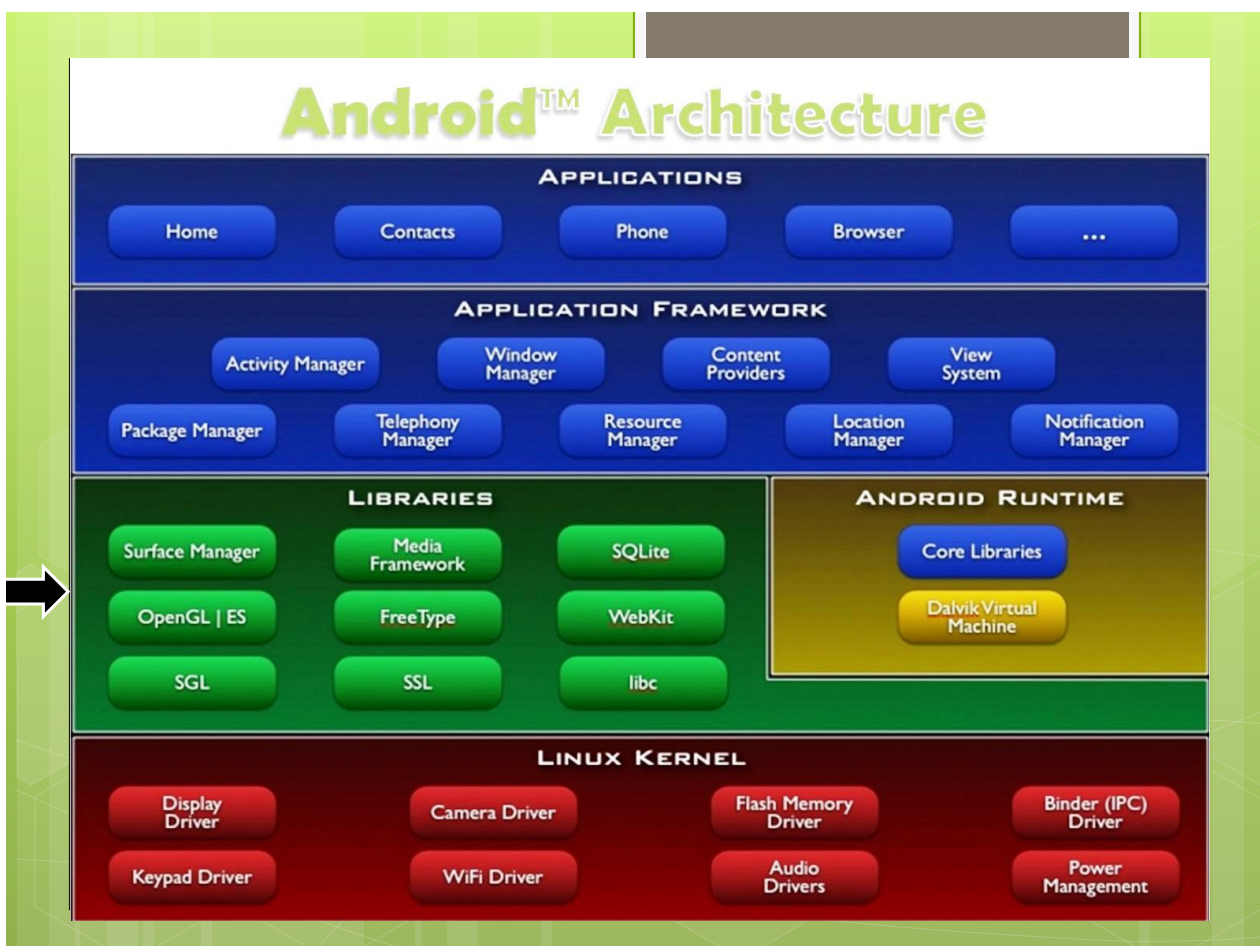 Android™ Architecture
APPLICATIONS
Home
Contacts
Phone
Browser
...
APPLICATION FRAMEWORK
Activity Manager
Window
Manager
Content
Providers
View
System
Package Manager
Telephony
Manager
Resource
Manager
Location
Manager
Notification
Manager
LIBRARIES
Surface Manager
Media
Framework
SQLite
OpenGL | ES
FreeType
WebKit
SGL
SSL
libc
ANDROID RUNTIME
Core Libraries
Dalvik Virtual
Machine
LINUX KERNEL
Display
Driver
Camera Driver
Flash Memory
Driver
Binder (IPC)
Driver
Keypad Driver
WiFi Driver
Audio
Drivers
Power
Management